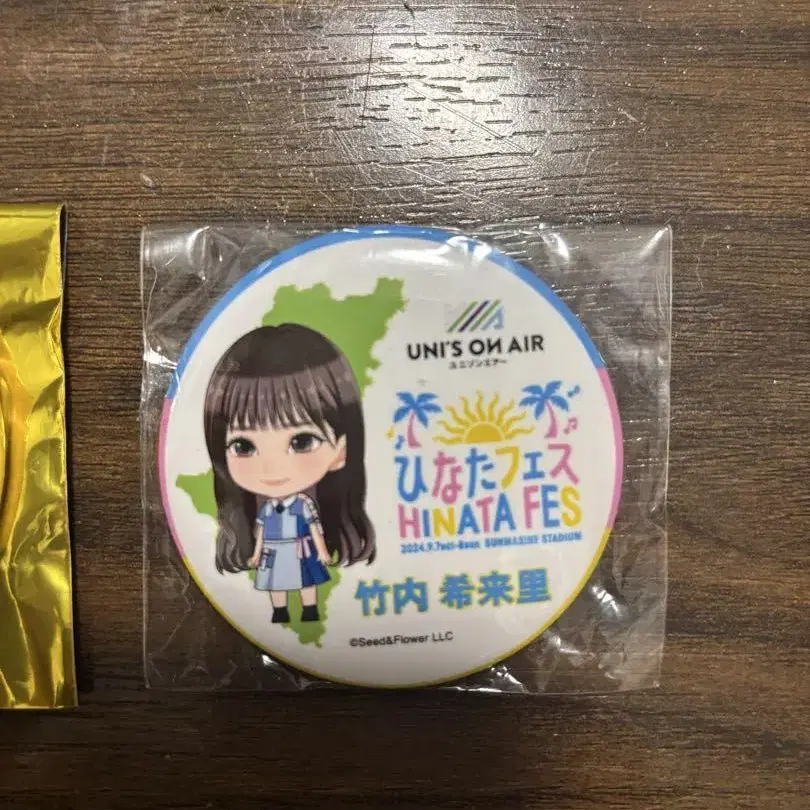 UNI'S ON AIR
ユニゾンエアー
ひなたフェス
HINATA FES
2024.9.7sat-8sun SUNMARINE STADIUM
竹内 希来里
©Seed&Flower LLC